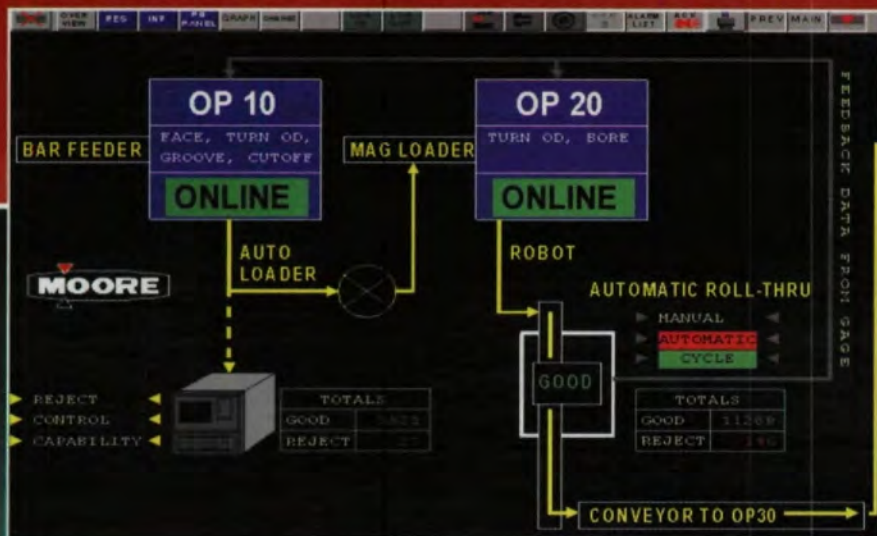 OVER VIEW
PEG
INF
PB PANEL
GRAPH
ALARM LIST
ACK
PREV
MAIN
OP 10
FACE, TURN OD,
GROOVE, CUTOFF
ONLINE
BAR FEEDER
OP 20
TURN OD, BORE
ONLINE
MAG LOADER
FEEDBACK DATA FROM GAGE
AUTO
LOADER
ROBOT
MOORE
AUTOMATIC ROLL-THRU
MANUAL
AUTOMATIC
CYCLE
GOOD
REJECT
CONTROL
CAPABILITY
TOTALS
GOOD
REJECT
TOTALS
GOOD
REJECT
CONVEYOR TO OP30